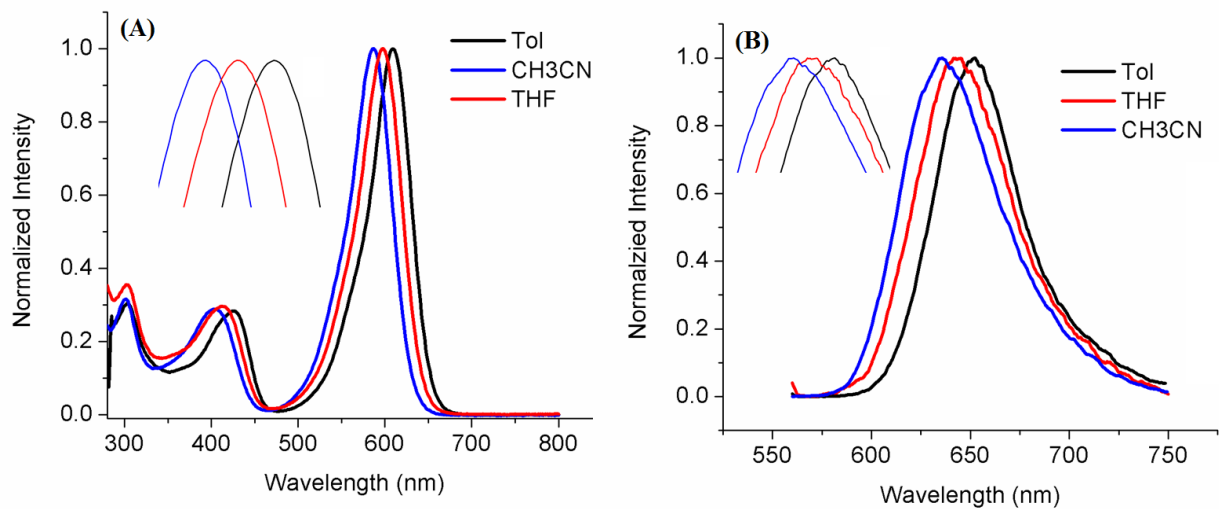 (A)
Tol
CH3CN
THF
1.0
0.8
0.6
0.4
0.2
0.0
Normalized Intensity
300 400 500 600 700 800
Wavelength (nm)
(B)
Tol
THF
CH3CN
1.0
0.8
0.6
0.4
0.2
0.0
Normalzied Intensity
550 600 650 700 750
Wavelength (nm)